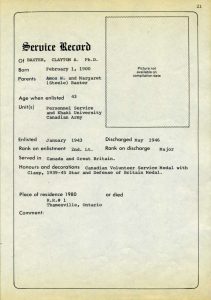 21
Service Record
Of BAXTER, CLAYTON A. Ph.D.
Born February 1, 1900
Parents Amos W. and Margaret
(Steele) Baxter
Picture not
available on
compilation date
Age when enlisted 43
Unit(s) Personnel Service
and Khaki University
Canadian Army
Enlisted January 1943 Discharged May 1946
Rank on enlistment 2nd. Lt. Rank on discharge Major
Served in Canada and Great Britain.
Honours and decorations Canadian Volunteer Service Medal with
Clasp, 1939-45 Star and Defense of Britain Medal.
Place of residence 1980 or died
R.R.# 1
Thamesville, Ontario
Comment: